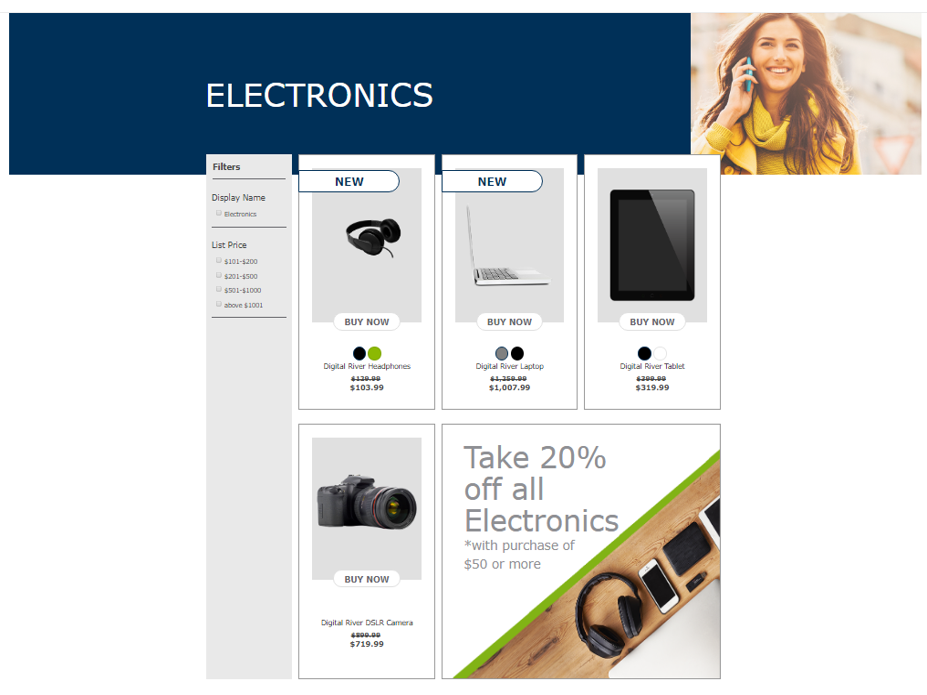 ELECTRONICS
Filters
Display Name
Electronics
List Price
$101-$200
$201-$500
$501-$1000
above $1001
NEW
BUY NOW
Digital River Headphones
$129.99
$103.99
NEW
BUY NOW
Digital River Laptop
$1,259.99
$1,007.99
BUY NOW
Digital River Tablet
$399.99
$319.99
BUY NOW
Digital River DSLR Camera
$899.99
$719.99
Take 20%
off all
Electronics
*with purchase of
$50 or more